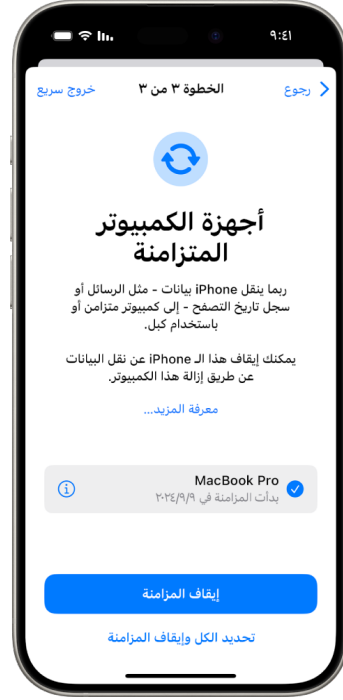 ٩:٤١
رجوع
الخطوة ٣ من ٣
خروج سريع
أجهزة الكمبيوتر
المتزامنة
ربما ينقل iPhone بيانات - مثل الرسائل أو
سجل تاريخ التصفح - إلى كمبيوتر متزامن أو
باستخدام كبل.
يمكنك إيقاف هذا الـ iPhone عن نقل البيانات
عن طريق إزالة هذا الكمبيوتر.
معرفة المزيد...
MacBook Pro
بدأت المزامنة في ٢٠٢٤/٩/٩
إيقاف المزامنة
تحديد الكل وإيقاف المزامنة